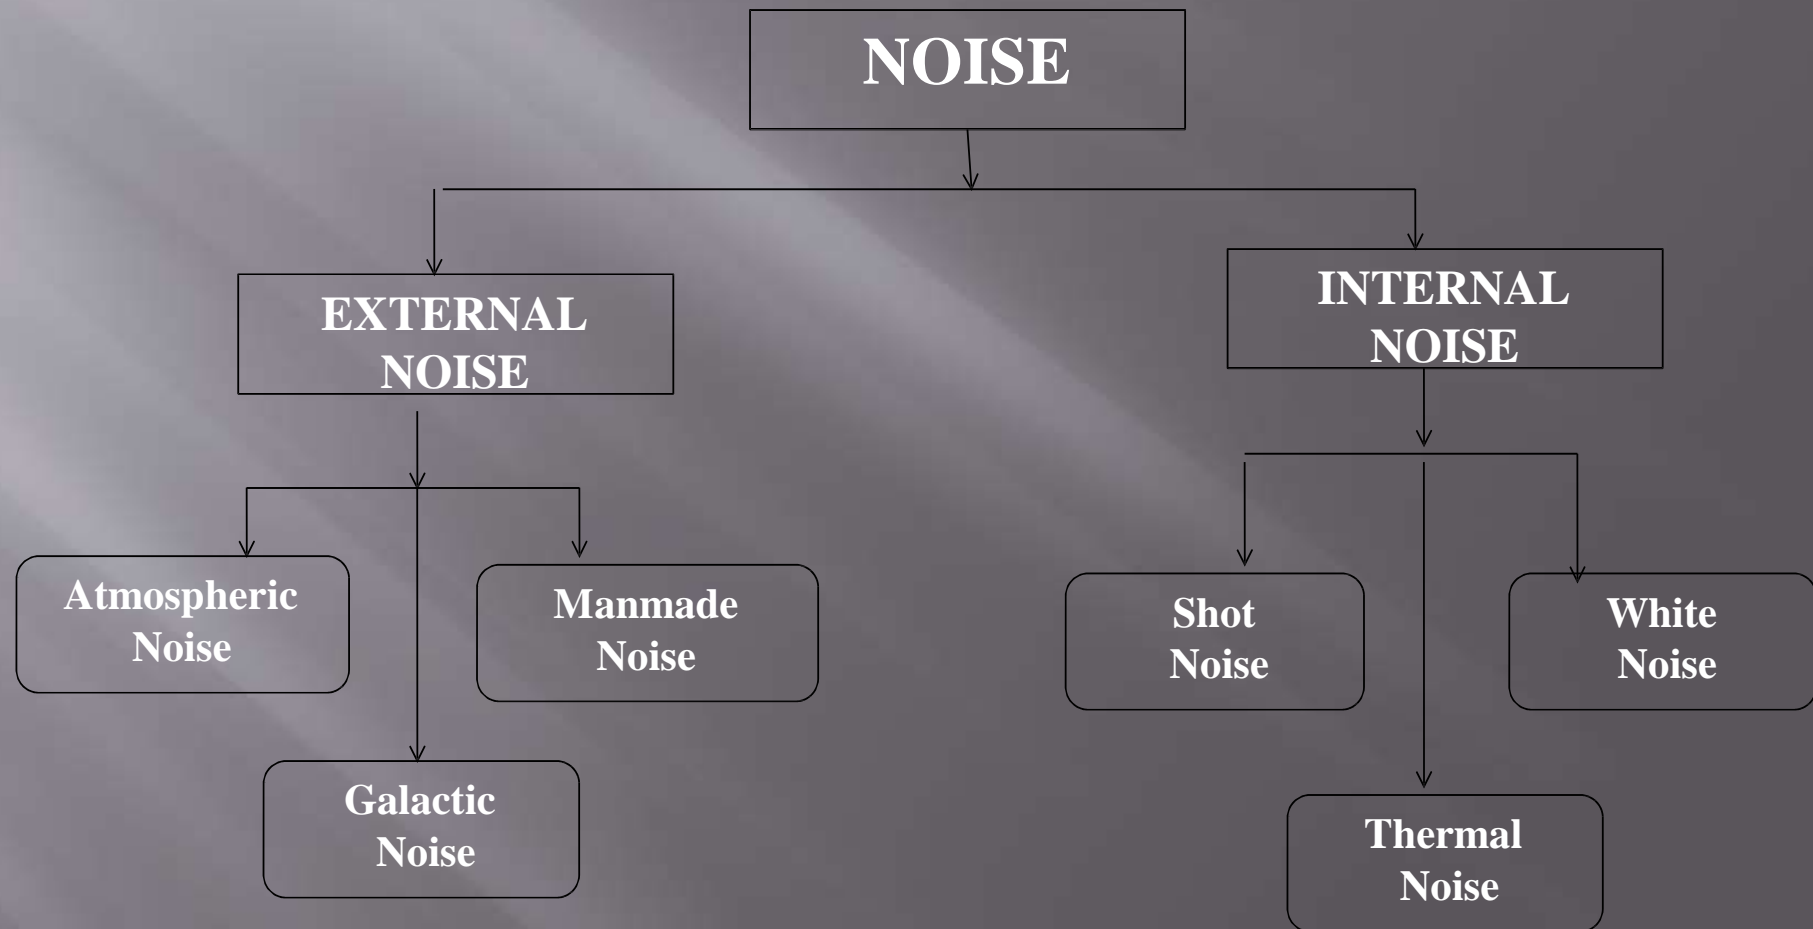 NOISE
EXTERNAL
NOISE
INTERNAL
NOISE
Atmospheric
Noise
Manmade
Noise
Galactic
Noise
Shot
Noise
White
Noise
Thermal
Noise